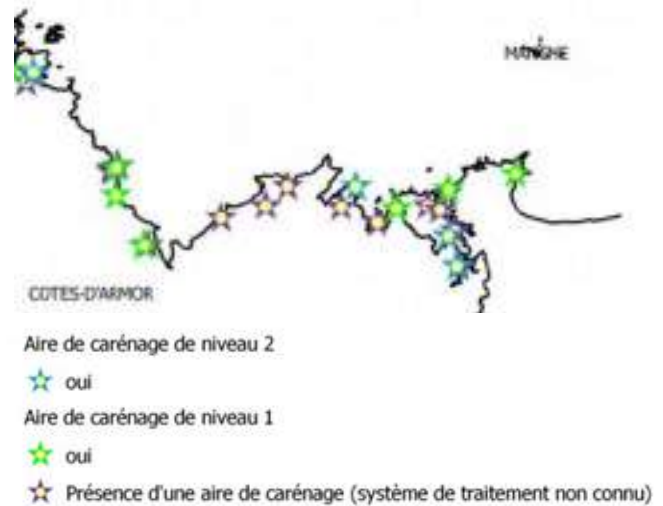 MANCHE
COTES-D'ARMOR
Aire de carénage de niveau 2
oui
Aire de carénage de niveau 1
oui
Présence d'une aire de carénage (système de traitement non connu)